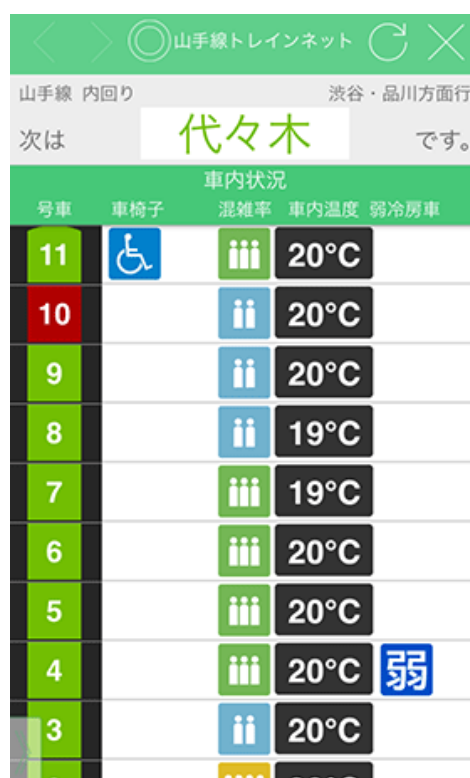 山手線トレインネット
山手線 内回り 渋谷・品川方面行
次は 代々木 です。
車内状況
号車 車椅子 混雑率 車内温度 弱冷房車
11 20°C
10 20°C
9 20°C
8 19°C
7 19°C
6 20°C
5 20°C
4 20°C 弱
3 20°C